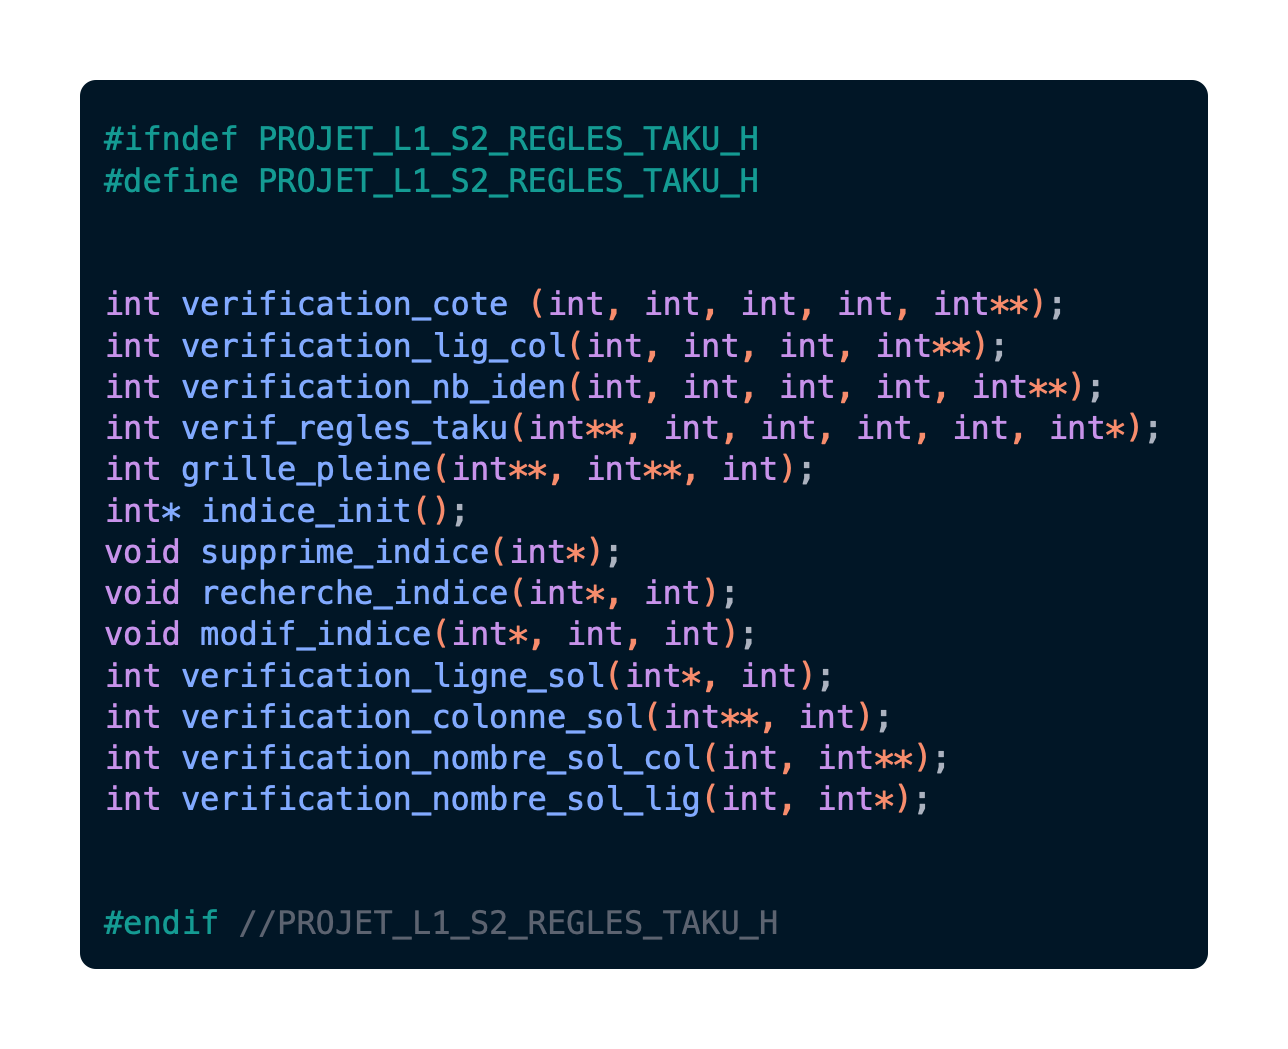 #ifndef PROJET_L1_S2_REGLES_TAKU_H
#define PROJET_L1_S2_REGLES_TAKU_H
int verification_cote (int, int, int, int, int**);
int verification_lig_col(int, int, int, int**);
int verification_nb_iden(int, int, int, int, int**);
int verif_regles_taku(int**, int, int, int, int, int*);
int grille_pleine(int**, int**, int);
int* indice_init();
void supprime_indice(int*);
void recherche_indice(int*, int);
void modif_indice(int*, int, int);
int verification_ligne_sol(int*, int);
int verification_colonne_sol(int**, int);
int verification_nombre_sol_col(int, int**);
int verification_nombre_sol_lig(int, int*);
#endif //PROJET_L1_S2_REGLES_TAKU_H